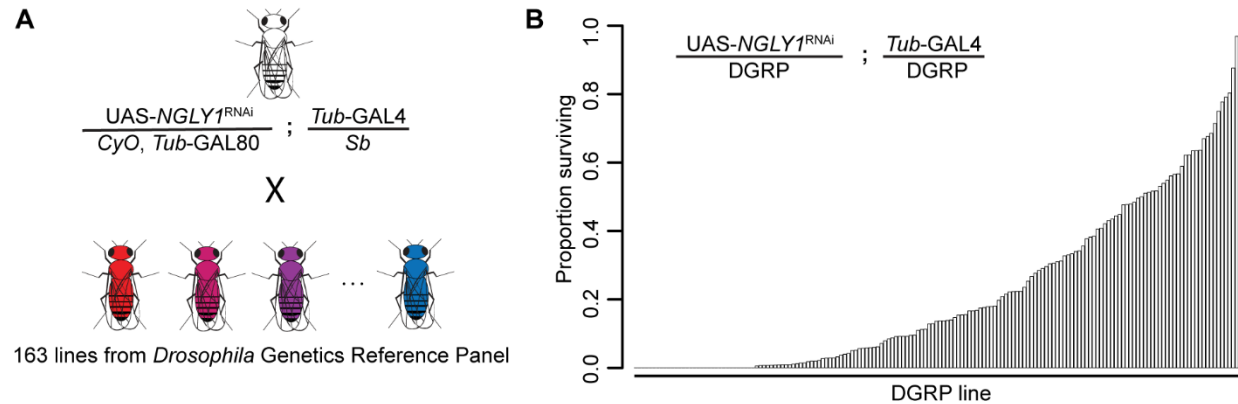 A
UAS-NGLY1RNAi ; Tub-GAL4
CyO, Tub-GAL80 Sb
X
...
163 lines from Drosophila Genetics Reference Panel
B
UAS-NGLY1RNAi ; Tub-GAL4
DGRP DGRP
Proportion surviving
1.0
0.8
0.6
0.4
0.2
0.0
DGRP line